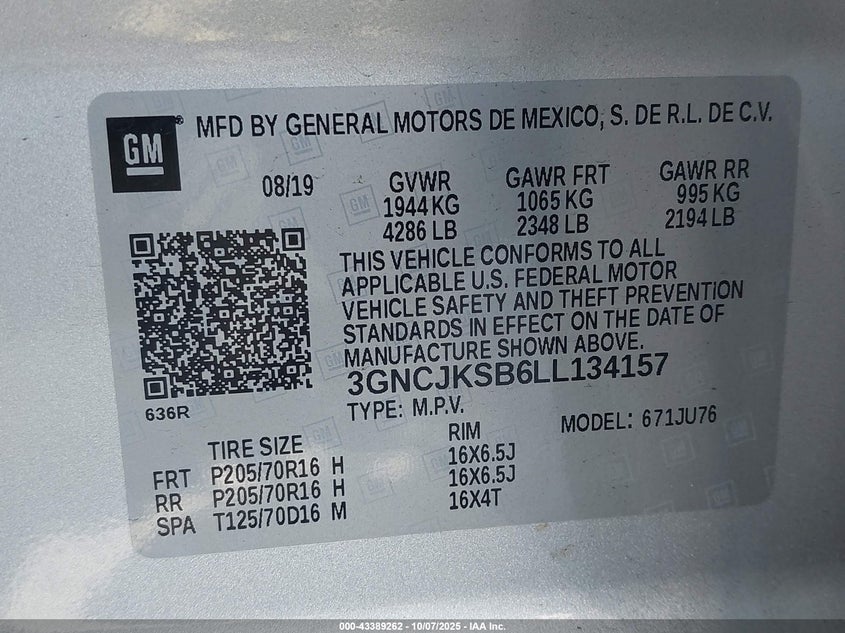 GM® MFD BY GENERAL MOTORS DE MEXICO, S. DE R.L. DE C.V.
08/19 GVWR GAWR FRT GAWR RR
1944 KG 1065 KG 995 KG
4286 LB 2348 LB 2194 LB
THIS VEHICLE CONFORMS TO ALL
APPLICABLE U.S. FEDERAL MOTOR
VEHICLE SAFETY AND THEFT PREVENTION
STANDARDS IN EFFECT ON THE DATE OF
MANUFACTURE SHOWN ABOVE.
3GNCJKSB6LL134157
636R
TYPE: M.P.V. MODEL: 671JU76
TIRE SIZE RIM
FRT P205/70R16 H 16X6.5J
RR P205/70R16 H 16X6.5J
SPA T125/70D16 M 16X4T
000-43389262 - 10/07/2025 - IAA Inc.